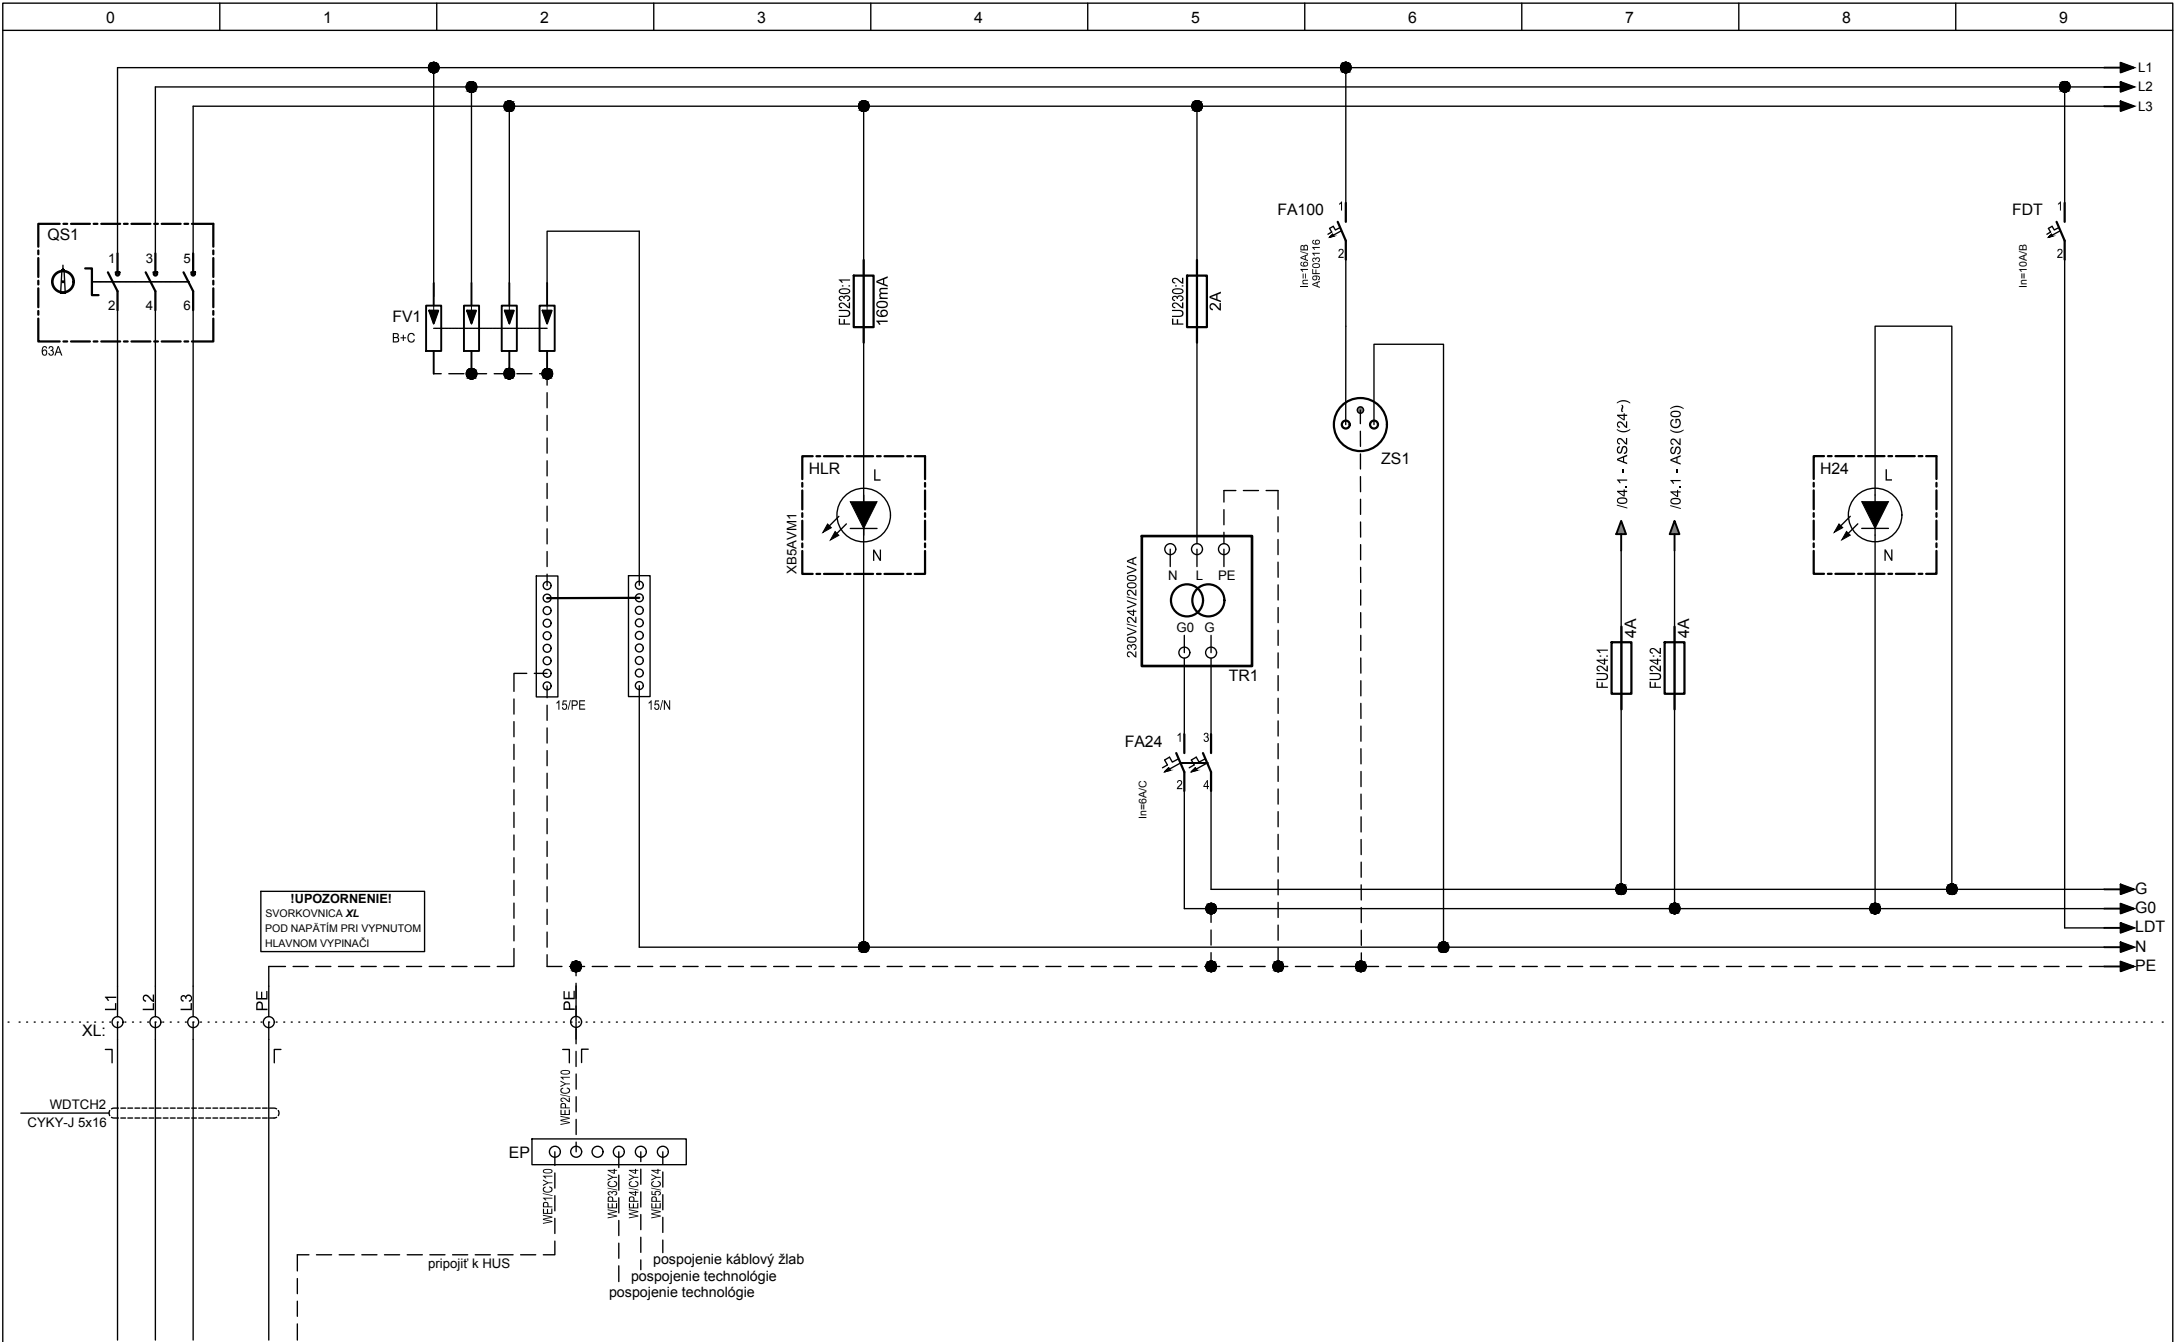 0 1 2 3 4 5 6 7 8 9
L1
L2
L3
QS1
1 3 5
2 4 6
63A
FV1
B+C
FU230:1
160mA
FU230:2
2A
FA100
1
2
In=16A/B
A9F03116
FDT
1
2
In=10A/B
ZS1
HLR
L
N
XB5AVM1
230V/24V/200VA
N L PE
G0 G
TR1
/04.1 - AS2 (24~)
/04.1 - AS2 (G0)
FU24:1
4A
FU24:2
4A
H24
L
N
15/PE
15/N
FA24
1 3
2 4
In=6A/C
!UPOZORNENIE!
SVORKOVNICA XL
POD NAPÄTÍM PRI VYPNUTOM
HLAVNOM VYPINAČI
G
G0
LDT
N
PE
L1 L2 L3 PE PE
XL:
WDTCH2
CYKY-J 5x16
WEP2/CY10
EP
WEP1/CY10
WEP3/CY4
WEP4/CY4
WEP5/CY4
pripojiť k HUS
pospojenie káblový žlab
pospojenie technológie
pospojenie technológie